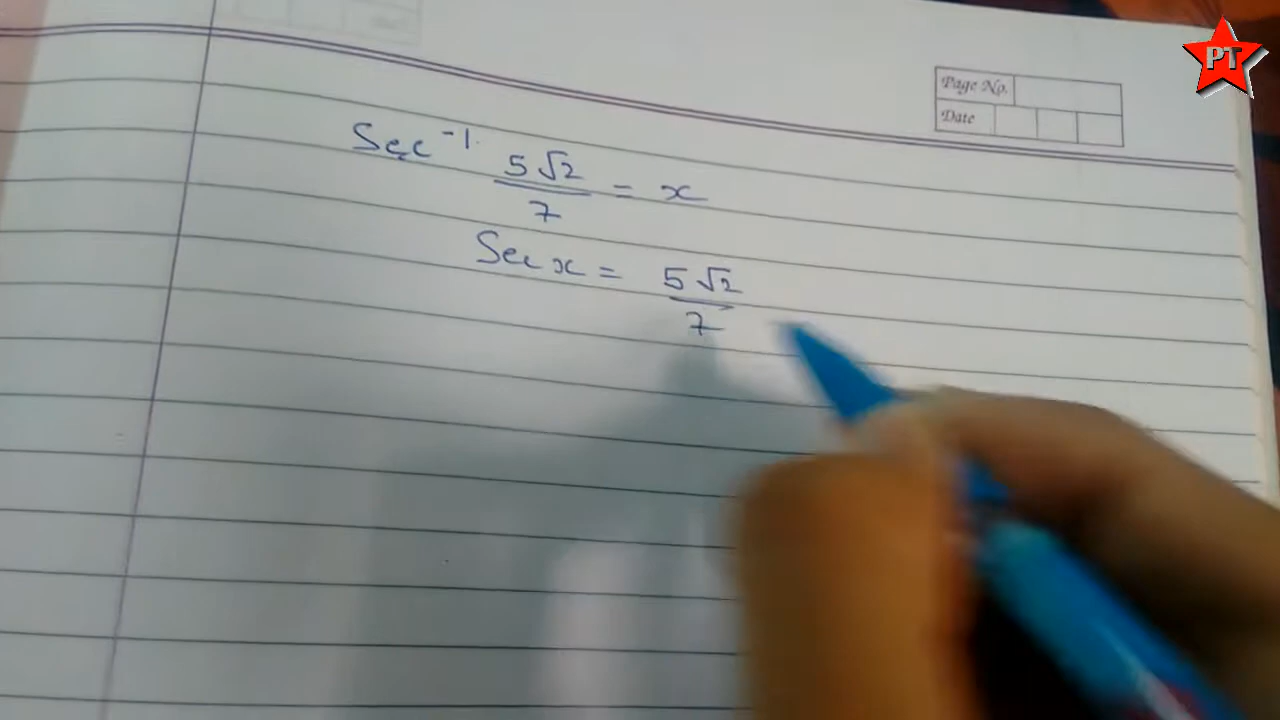 PT
Page No.
Date
Sec⁻¹ 5√2/7 = x
Sec x = 5√2/7